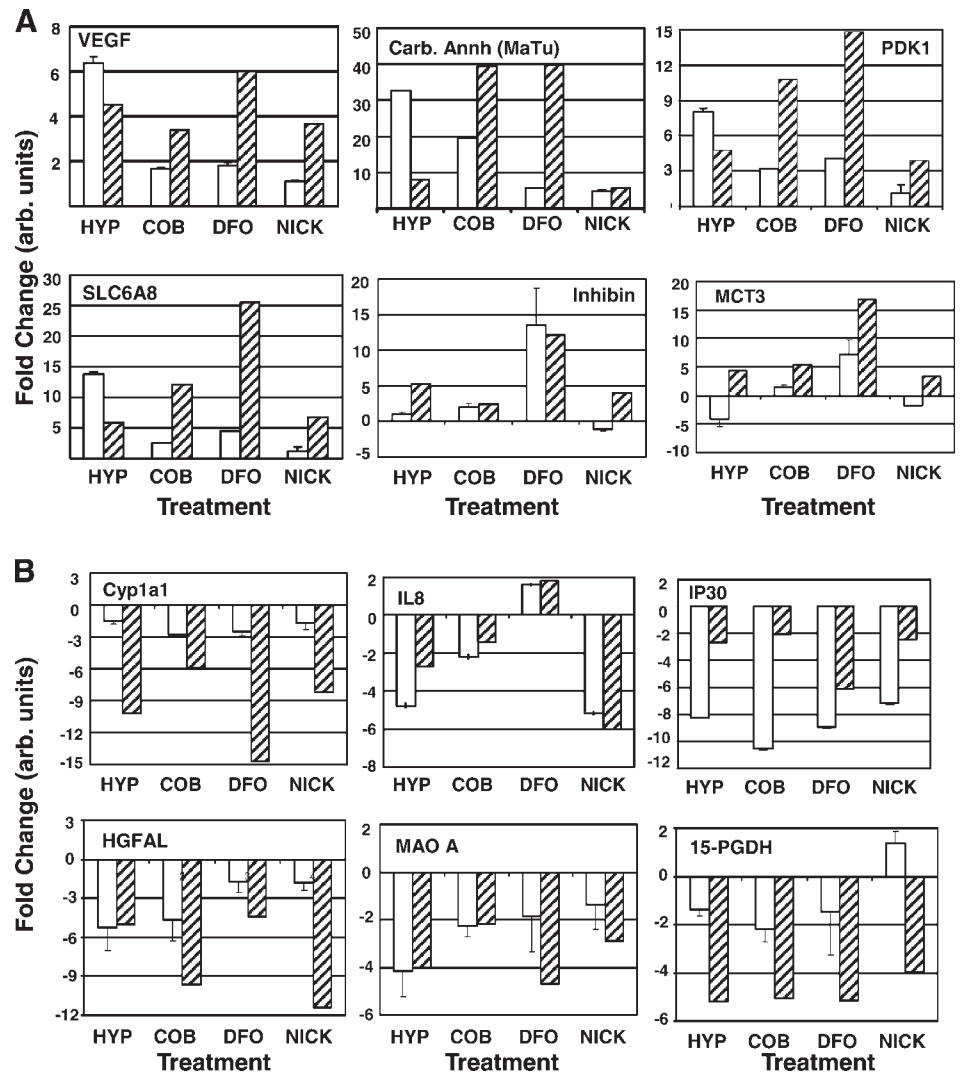 A
VEGF
8
6
4
2
HYP COB DFO NICK
Carb. Annh (MaTu)
50
40
30
20
10
HYP COB DFO NICK
PDK1
15
12
9
6
3
HYP COB DFO NICK
Fold Change (arb. units)
SLC6A8
30
25
20
15
10
5
HYP COB DFO NICK
Treatment
Inhibin
20
15
10
5
0
-5
HYP COB DFO NICK
Treatment
MCT3
20
15
10
5
0
-5
-10
HYP COB DFO NICK
Treatment
B
Cyp1a1
3
0
-3
-6
-9
-12
-15
HYP COB DFO NICK
IL8
2
0
-2
-4
-6
-8
HYP COB DFO NICK
IP30
0
-2
-4
-6
-8
-10
-12
HYP COB DFO NICK
Fold Change (arb. units)
HGFAL
3
0
-3
-6
-9
-12
HYP COB DFO NICK
Treatment
MAO A
2
0
-2
-4
-6
HYP COB DFO NICK
15-PGDH
2
0
-2
-4
-6
HYP COB DFO NICK
Treatment